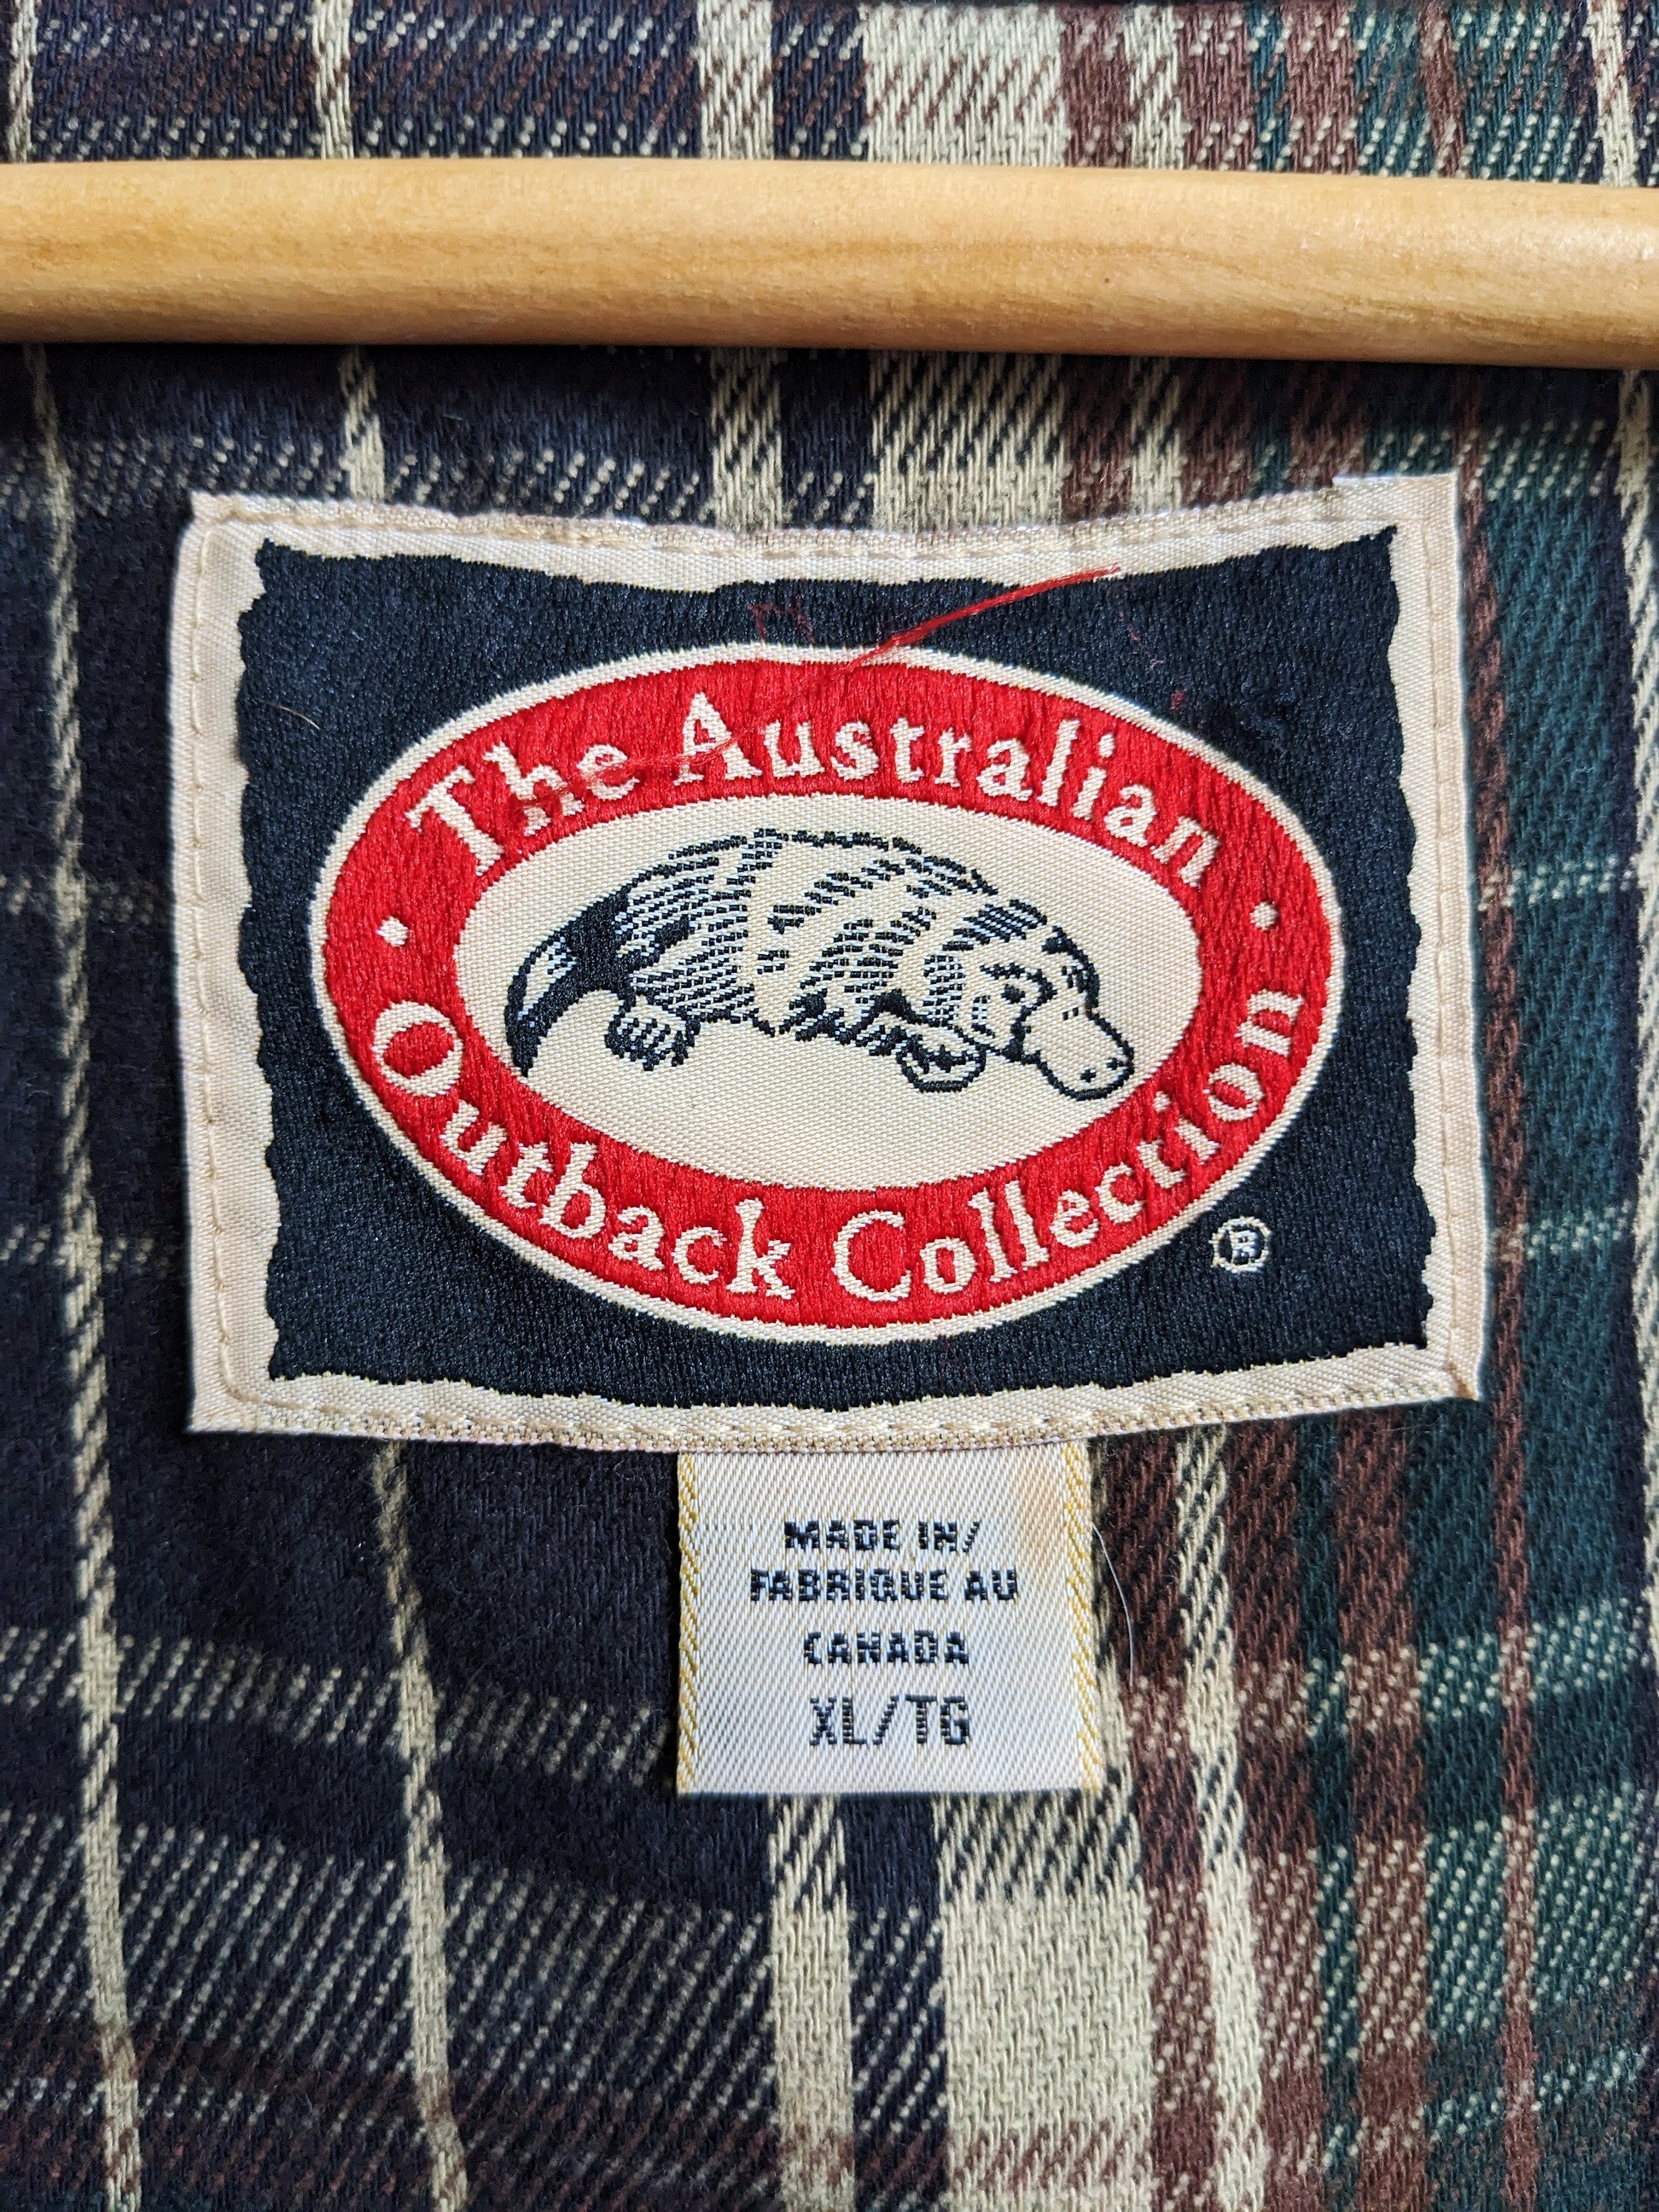 The Australian
Outback Collection
®
MADE IN/
FABRIQUE AU
CANADA
XL/TG